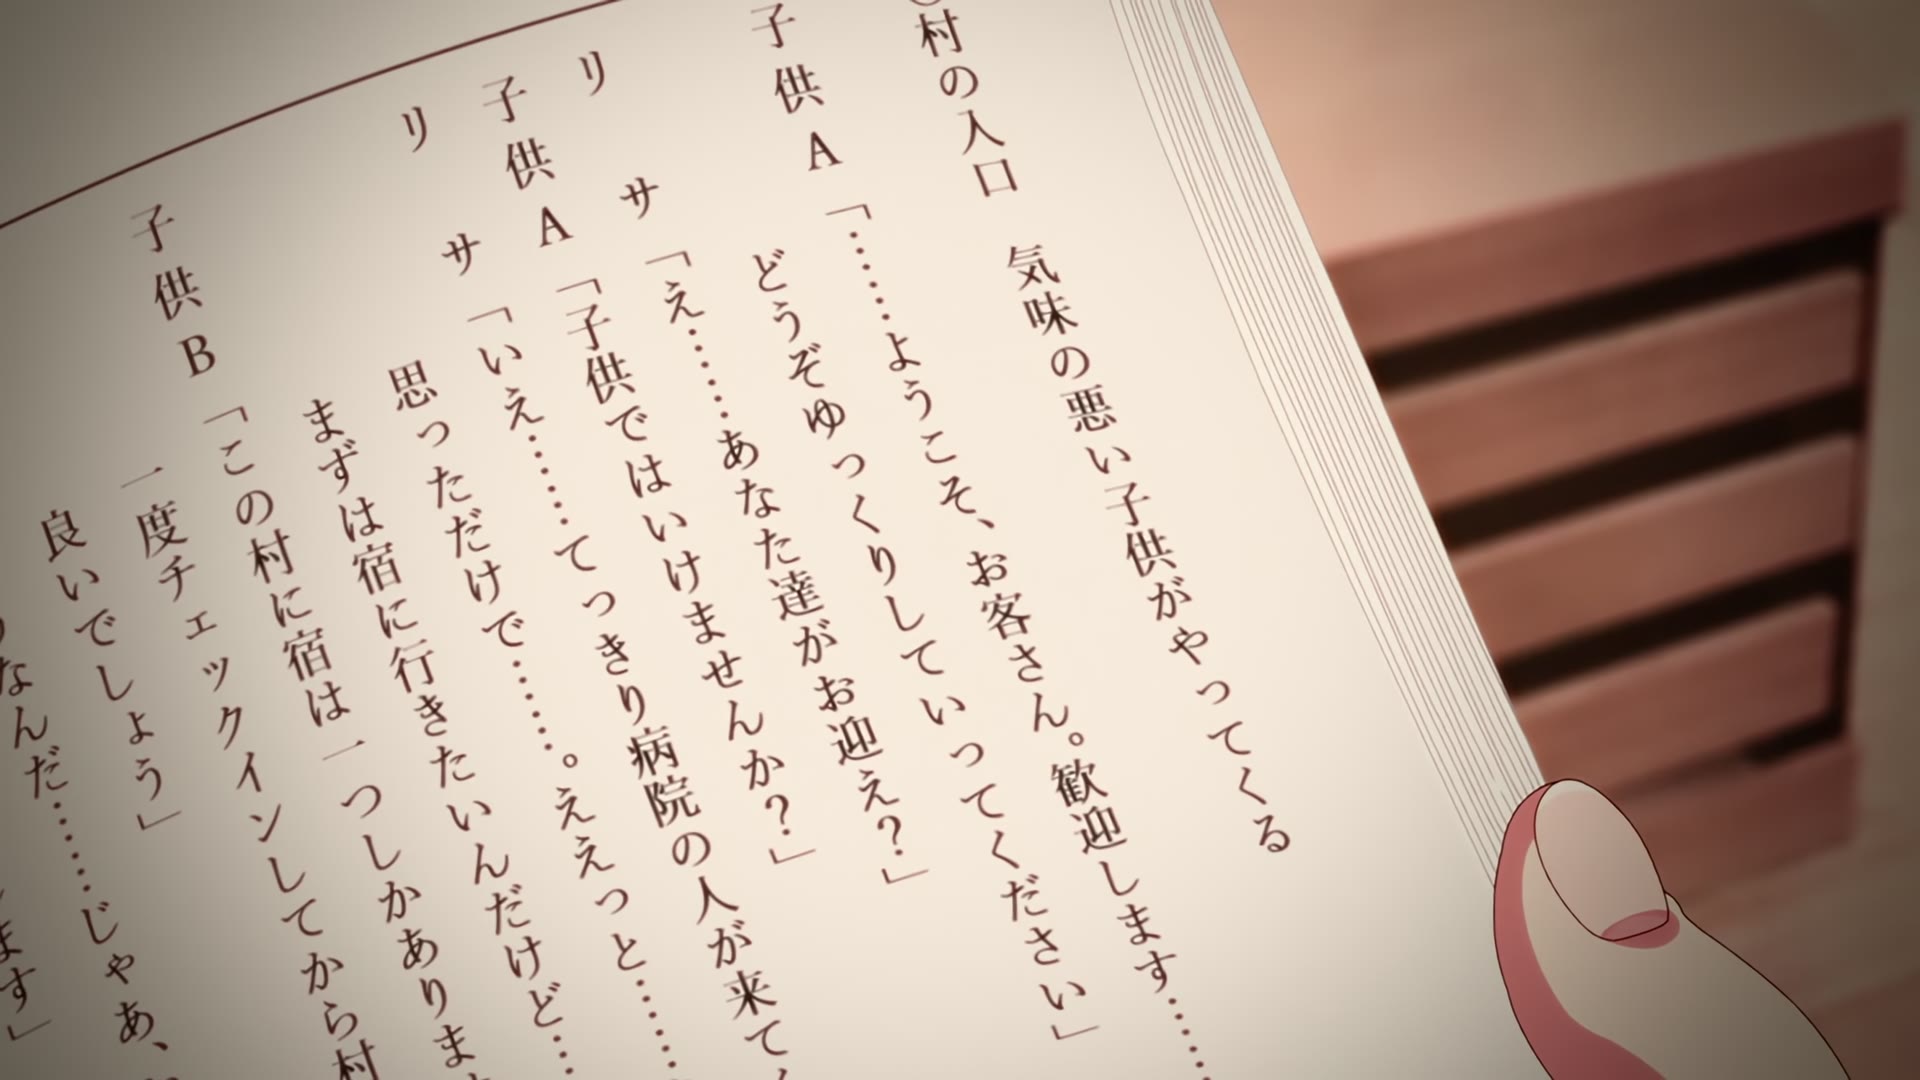 ○村の入口　気味の悪い子供がやってくる
子供A「……ようこそ、お客さん。歓迎します……
どうぞゆっくりしていってください」
リサ「え………あなた達がお迎え？」
子供A「子供ではいけませんか？」
リサ「いえ………てっきり病院の人が来てく
思っただけで………。ええっと……
まずは宿に行きたいんだけど…
子供B「この村に宿は一つしかありま
一度チェックインしてから村
良いでしょう」
なんだ………じゃあ、
ます」